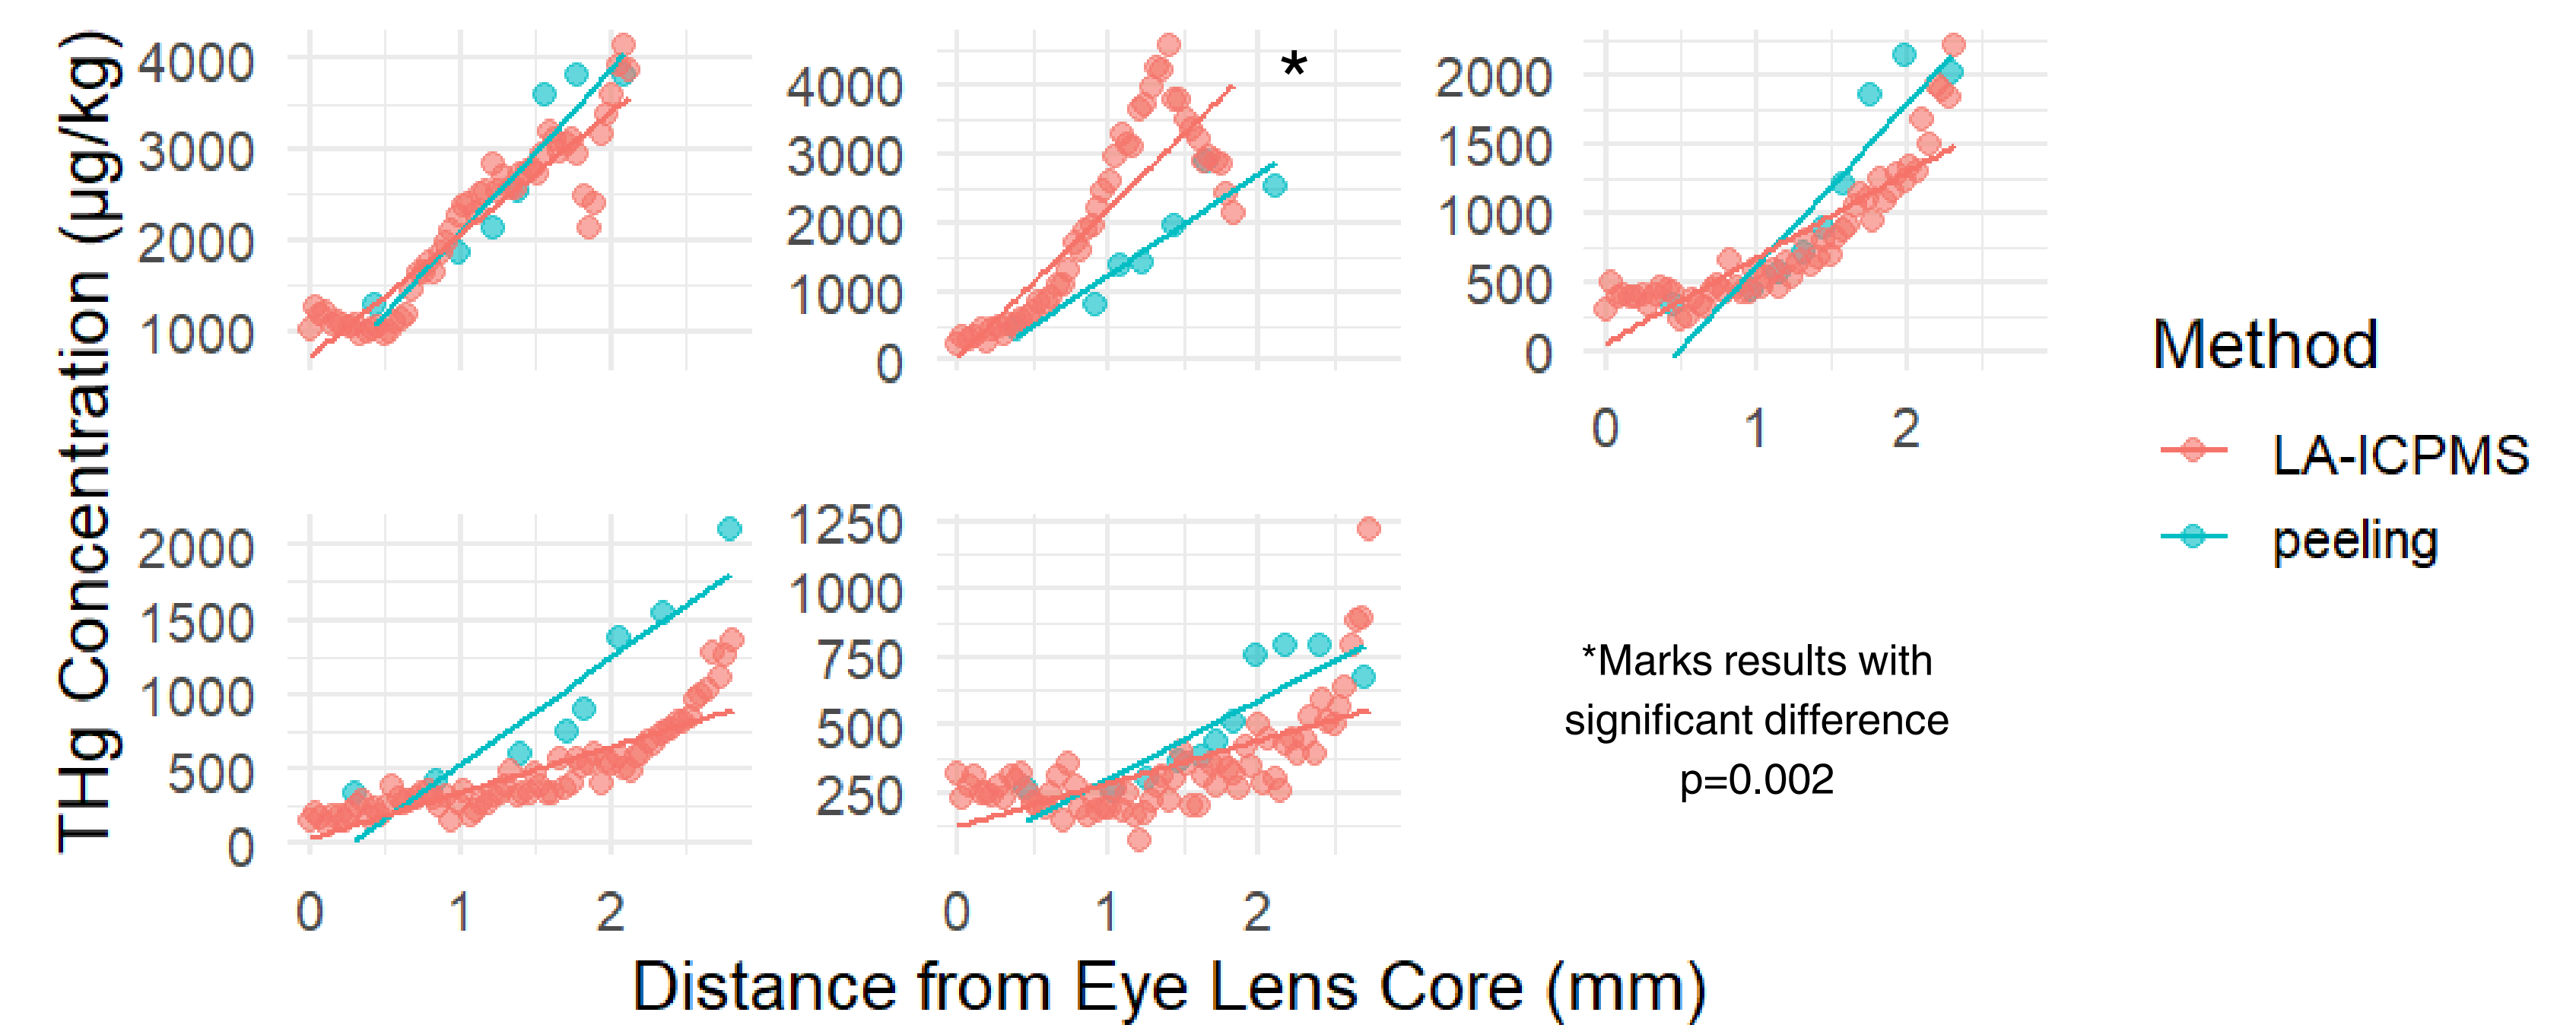 THg Concentration (µg/kg)
4000
3000
2000
1000
4000
3000
2000
1000
0
*
2000
1500
1000
500
0
0 1 2
2000
1500
1000
500
0
0 1 2
1250
1000
750
500
250
0 1 2
Distance from Eye Lens Core (mm)
Method
LA-ICPMS
peeling
*Marks results with
significant difference
p=0.002